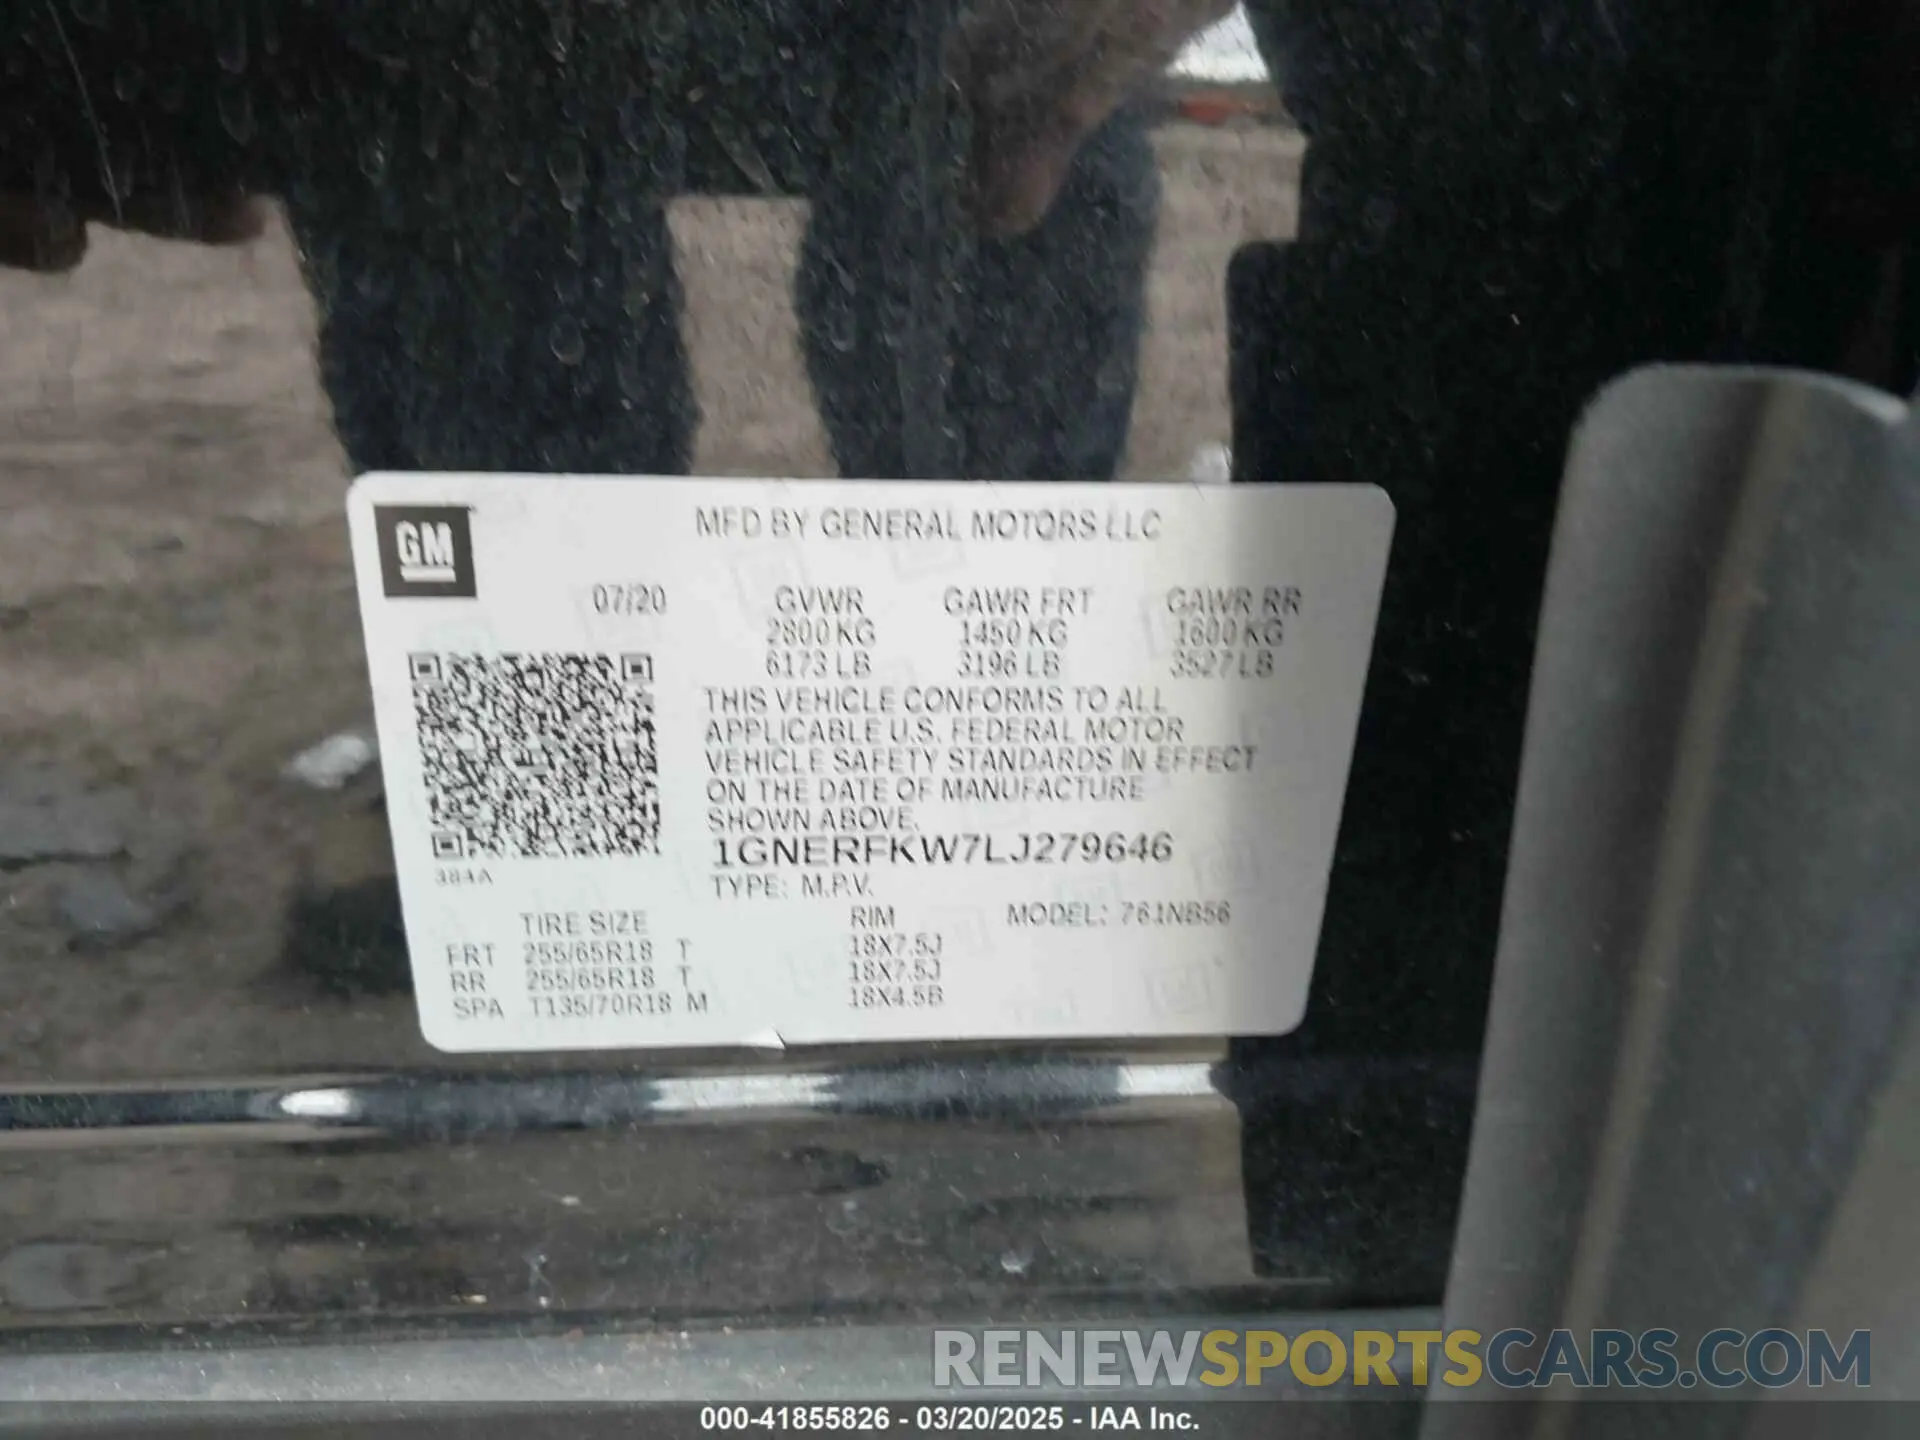 GM
MFD BY GENERAL MOTORS LLC
07/20 GVWR GAWR FRT GAWR RR
2800 KG 1450 KG 1600 KG
6173 LB 3196 LB 3527 LB
THIS VEHICLE CONFORMS TO ALL
APPLICABLE U.S. FEDERAL MOTOR
VEHICLE SAFETY STANDARDS IN EFFECT
ON THE DATE OF MANUFACTURE
SHOWN ABOVE.
1GNERFKW7LJ279646
384A
TYPE: M.P.V.
TIRE SIZE RIM MODEL: 761NB56
FRT 255/65R18 T 18X7.5J
RR 255/65R18 T 18X7.5J
SPA T135/70R18 M 18X4.5B
RENEWSPORTSCARS.COM
000-41855826 - 03/20/2025 - IAA Inc.